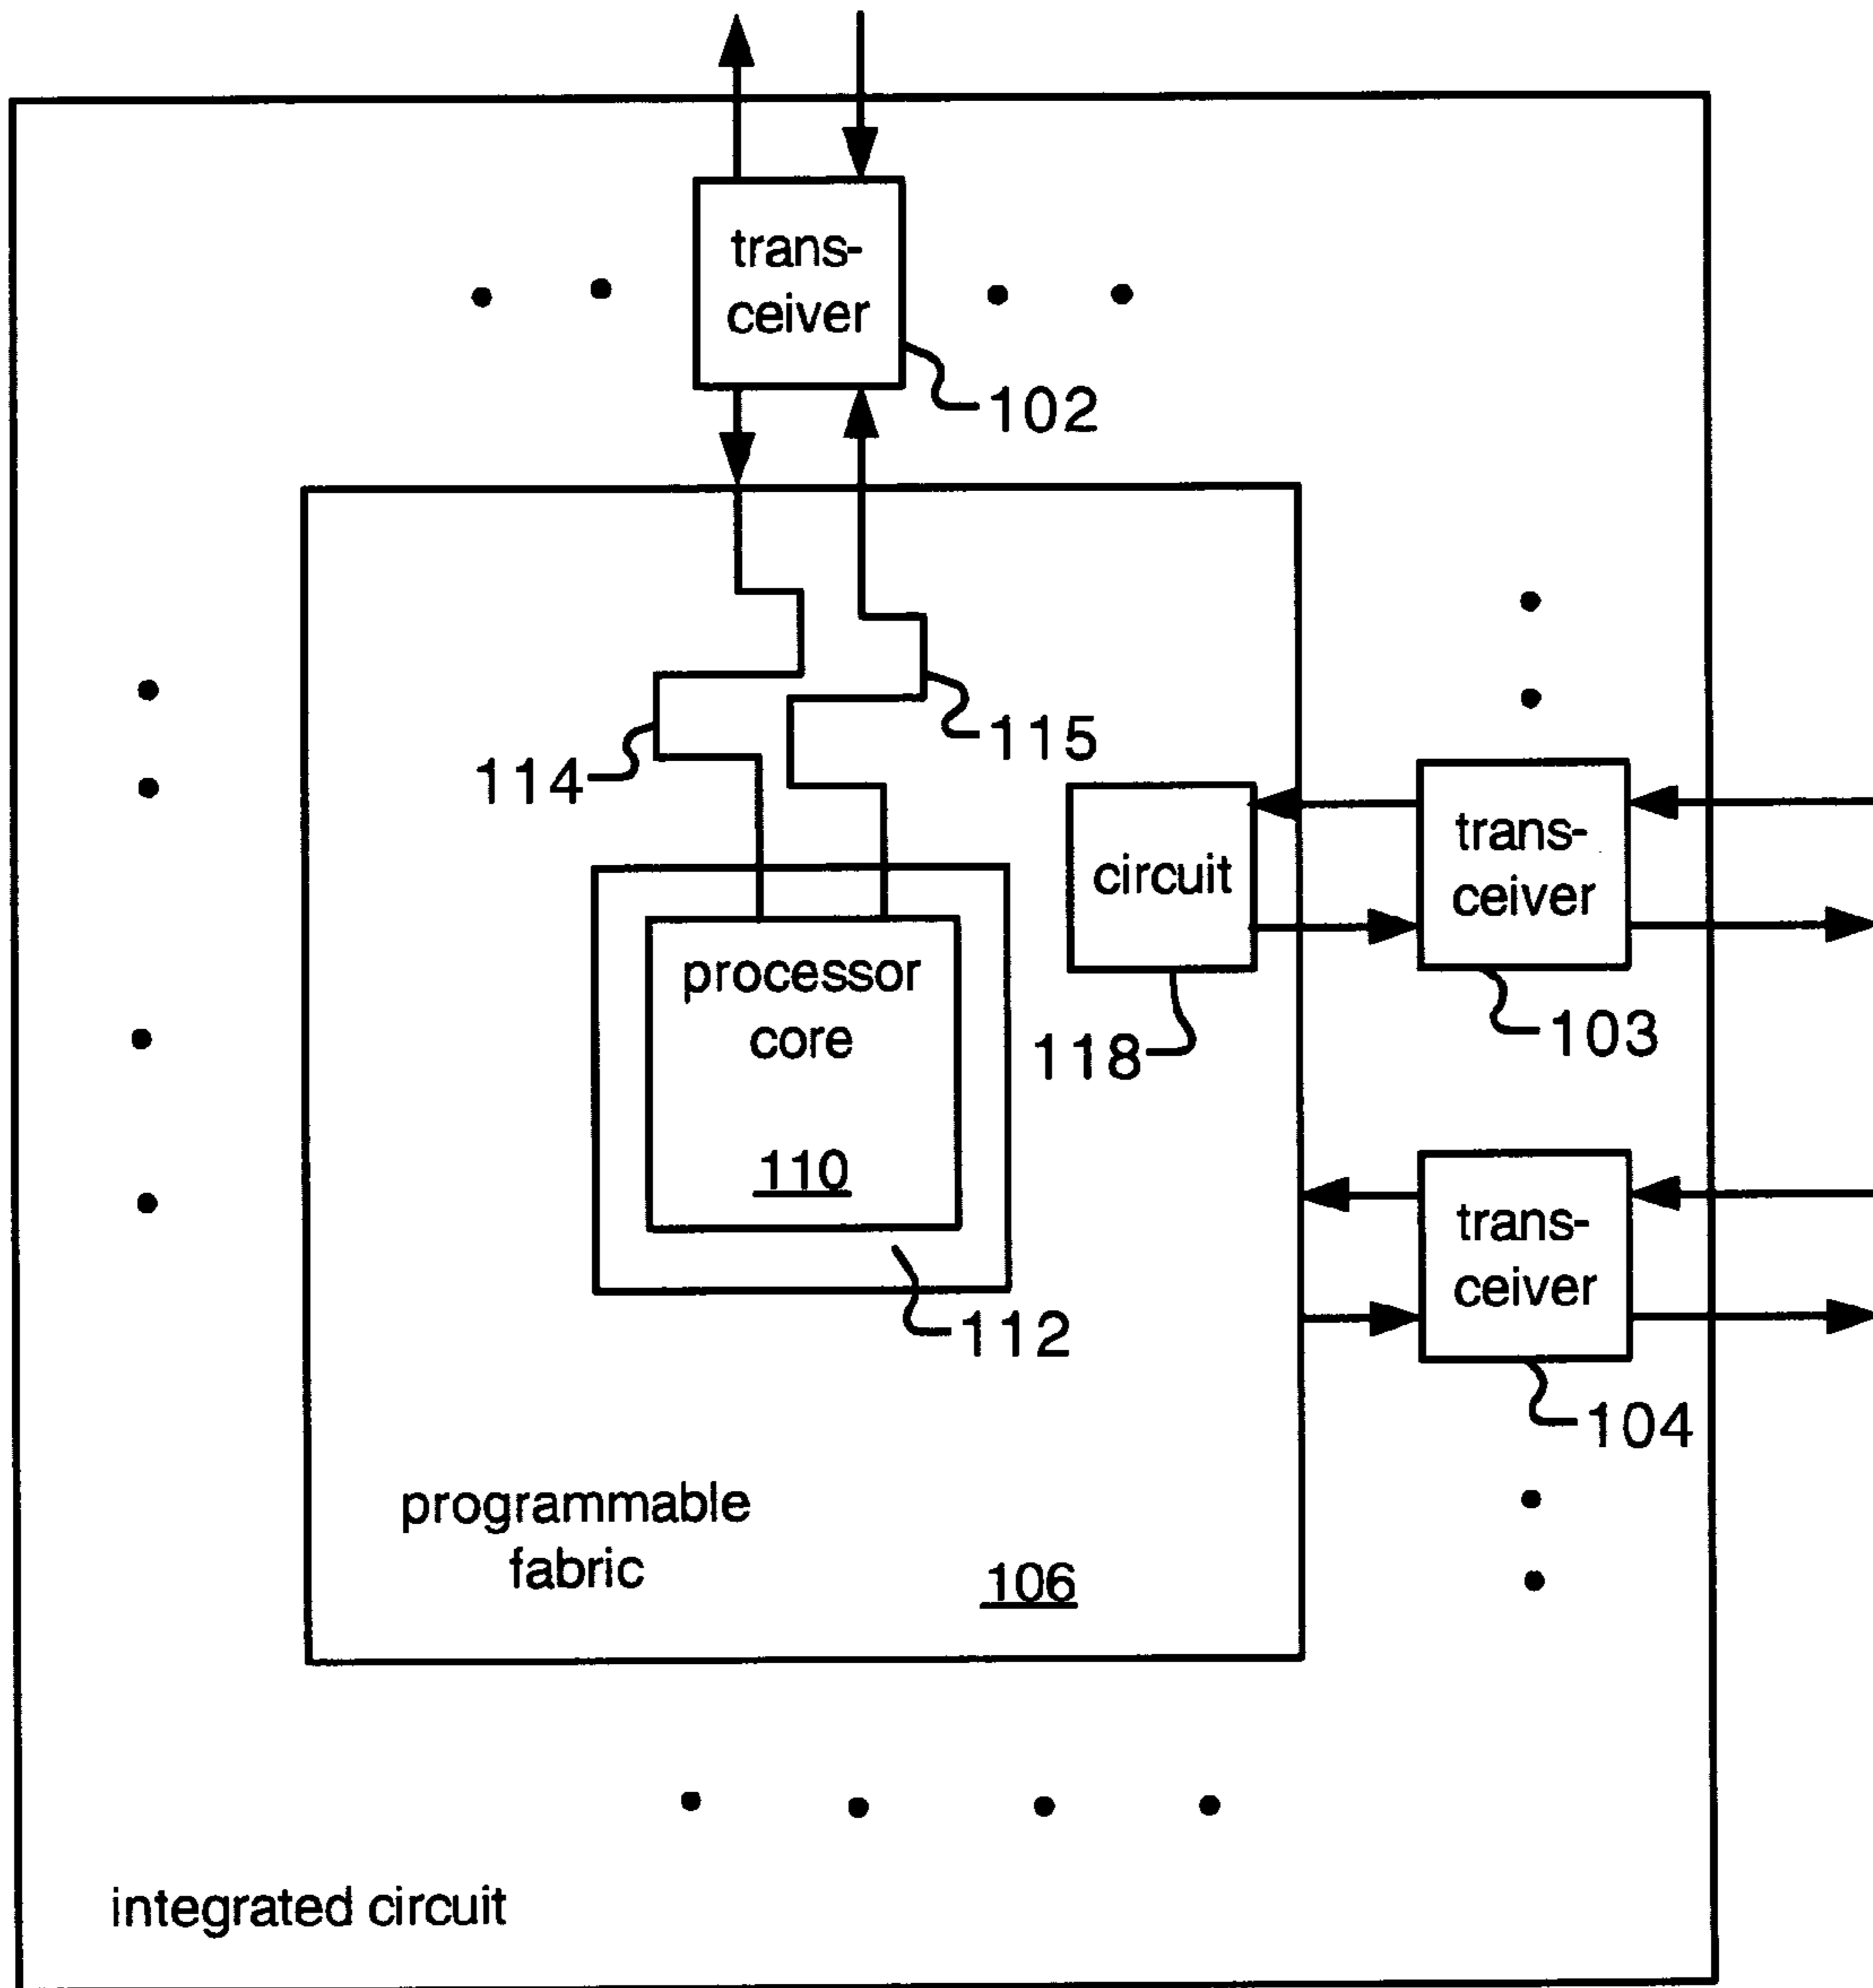 trans-
ceiver
102
114
115
circuit
118
trans-
ceiver
103
processor
core
110
112
trans-
ceiver
104
programmable
fabric
106
integrated circuit